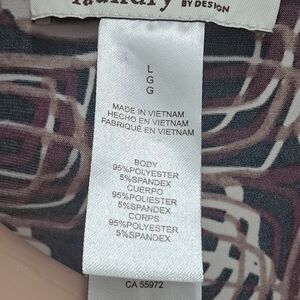 laundry BY DESIGN
L
G
G
MADE IN VIETNAM
HECHO EN VIETNAM
FABRIQUÉ EN VIETNAM
BODY
95%POLYESTER
5%SPANDEX
CUERPO
95%POLIESTER
5%SPANDEX
CORPS
95%POLYESTER
5%SPANDEX
CA 55972